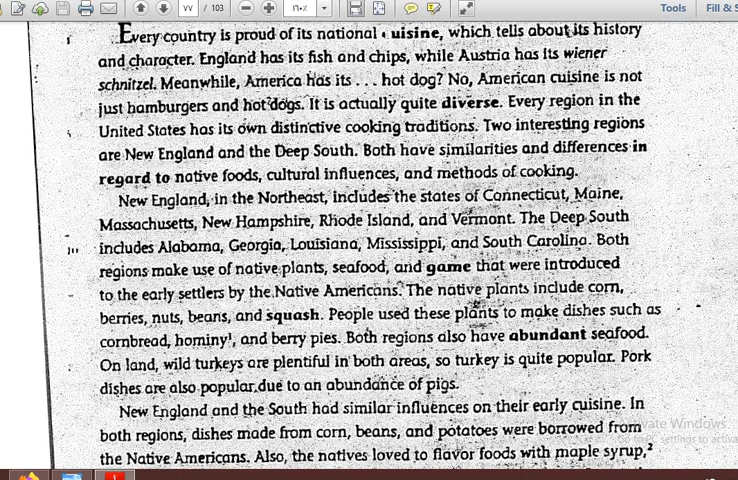 / 103
Tools
Fill & S
Every country is proud of its national cuisine, which tells about its history
and character. England has its fish and chips, while Austria has its wiener
schnitzel. Meanwhile, America has its . . . hot dog? No, American cuisine is not
just hamburgers and hot dogs. It is actually quite diverse. Every region in the
United States has its own distinctive cooking traditions. Two interesting regions
are New England and the Deep South. Both have similarities and differences in
regard to native foods, cultural influences, and methods of cooking.
New England, in the Northeast, includes the states of Connecticut, Maine,
Massachusetts, New Hampshire, Rhode Island, and Vermont. The Deep South
includes Alabama, Georgia, Louisiana, Mississippi, and South Carolina. Both
regions make use of native plants, seafood, and game that were introduced
to the early settlers by the Native Americans. The native plants include corn,
berries, nuts, beans, and squash. People used these plants to make dishes such as
cornbread, hominy¹, and berry pies. Both regions also have abundant seafood.
On land, wild turkeys are plentiful in both areas, so turkey is quite popular. Pork
dishes are also popular due to an abundance of pigs.
New England and the South had similar influences on their early cuisine. In
both regions, dishes made from corn, beans, and potatoes were borrowed from
the Native Americans. Also, the natives loved to flavor foods with maple syrup,²
vate Windows
Go to PC settings to activa